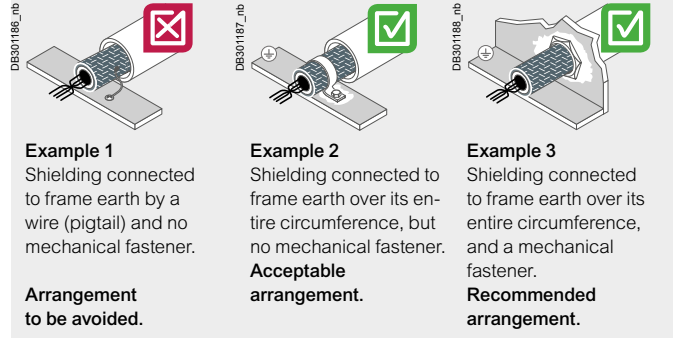 DB301186_nb
Example 1
Shielding connected
to frame earth by a
wire (pigtail) and no
mechanical fastener.
Arrangement
to be avoided.
DB301187_nb
Example 2
Shielding connected to
frame earth over its en-
tire circumference, but
no mechanical fastener.
Acceptable
arrangement.
DB301188_nb
Example 3
Shielding connected
to frame earth over its
entire circumference,
and a mechanical
fastener.
Recommended
arrangement.